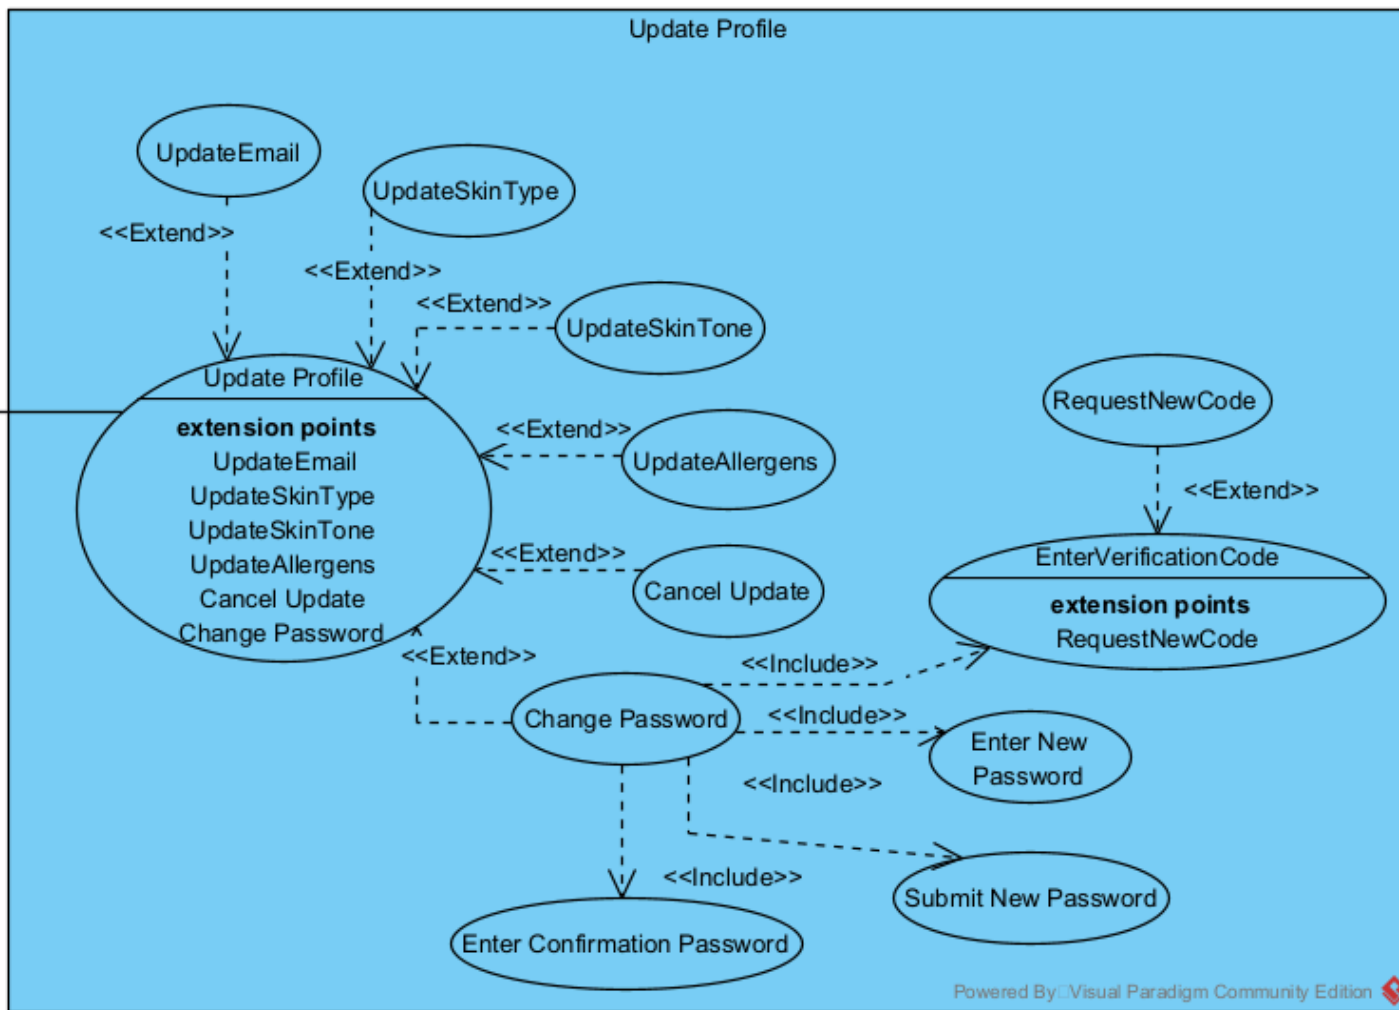 Update Profile
UpdateEmail
<<Extend>>
UpdateSkinType
<<Extend>>
<<Extend>>
UpdateSkinTone
Update Profile
extension points
UpdateEmail
UpdateSkinType
UpdateSkinTone
UpdateAllergens
Cancel Update
Change Password
<<Extend>>
UpdateAllergens
<<Extend>>
Cancel Update
<<Extend>>
Change Password
RequestNewCode
<<Extend>>
EnterVerificationCode
extension points
RequestNewCode
<<Include>>
<<Include>>
Enter New
Password
<<Include>>
Submit New Password
<<Include>>
Enter Confirmation Password
Powered By Visual Paradigm Community Edition